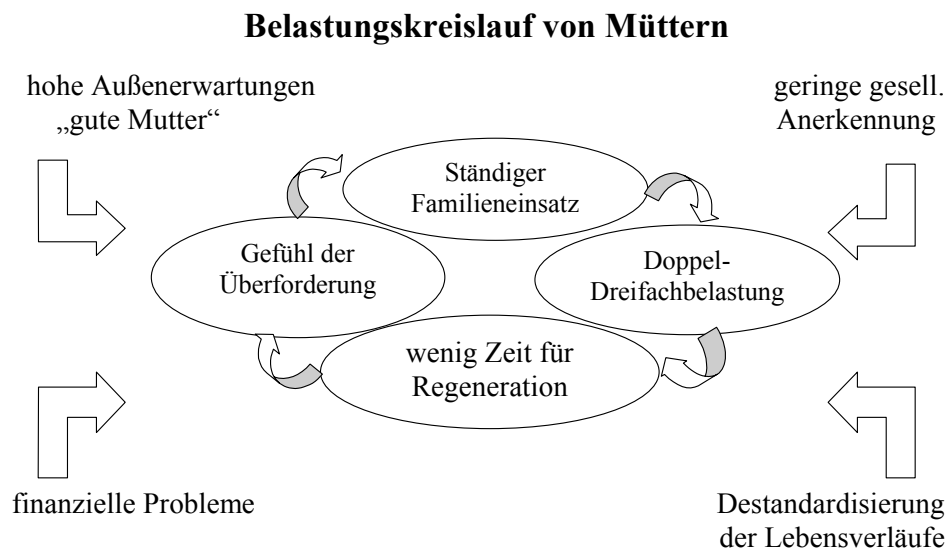 Belastungskreislauf von Müttern
hohe Außenerwartungen
„gute Mutter“
geringe gesell.
Anerkennung
Ständiger
Familieneinsatz
Gefühl der
Überforderung
Doppel-
Dreifachbelastung
wenig Zeit für
Regeneration
finanzielle Probleme
Destandardisierung
der Lebensverläufe